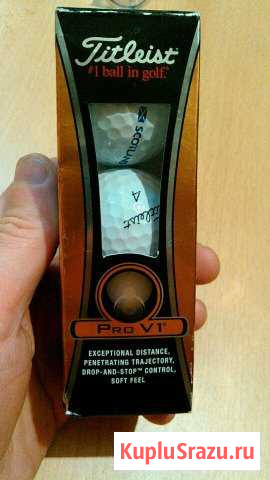 Titleist
#1 ball in golf.®
SCOTLAND
Titleist
PRO V1®
EXCEPTIONAL DISTANCE,
PENETRATING TRAJECTORY,
DROP-AND-STOP™ CONTROL,
SOFT FEEL
KupluSrazu.ru